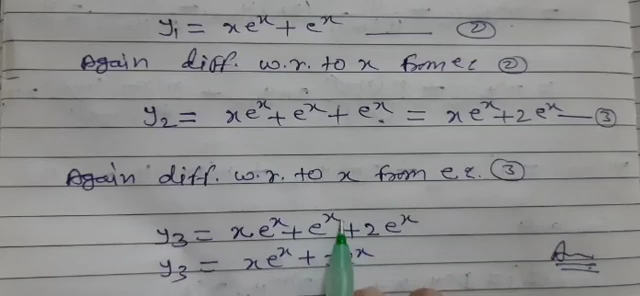 y₁ = xeˣ + eˣ —— ②
Again diff. w.r. to x from eq ②
y₂ = xeˣ + eˣ + eˣ. = xeˣ + 2eˣ — ③
Again diff. w.r. to x from eq. ③
y₃ = xeˣ + eˣ + 2eˣ
y₃ = xeˣ +
Ans